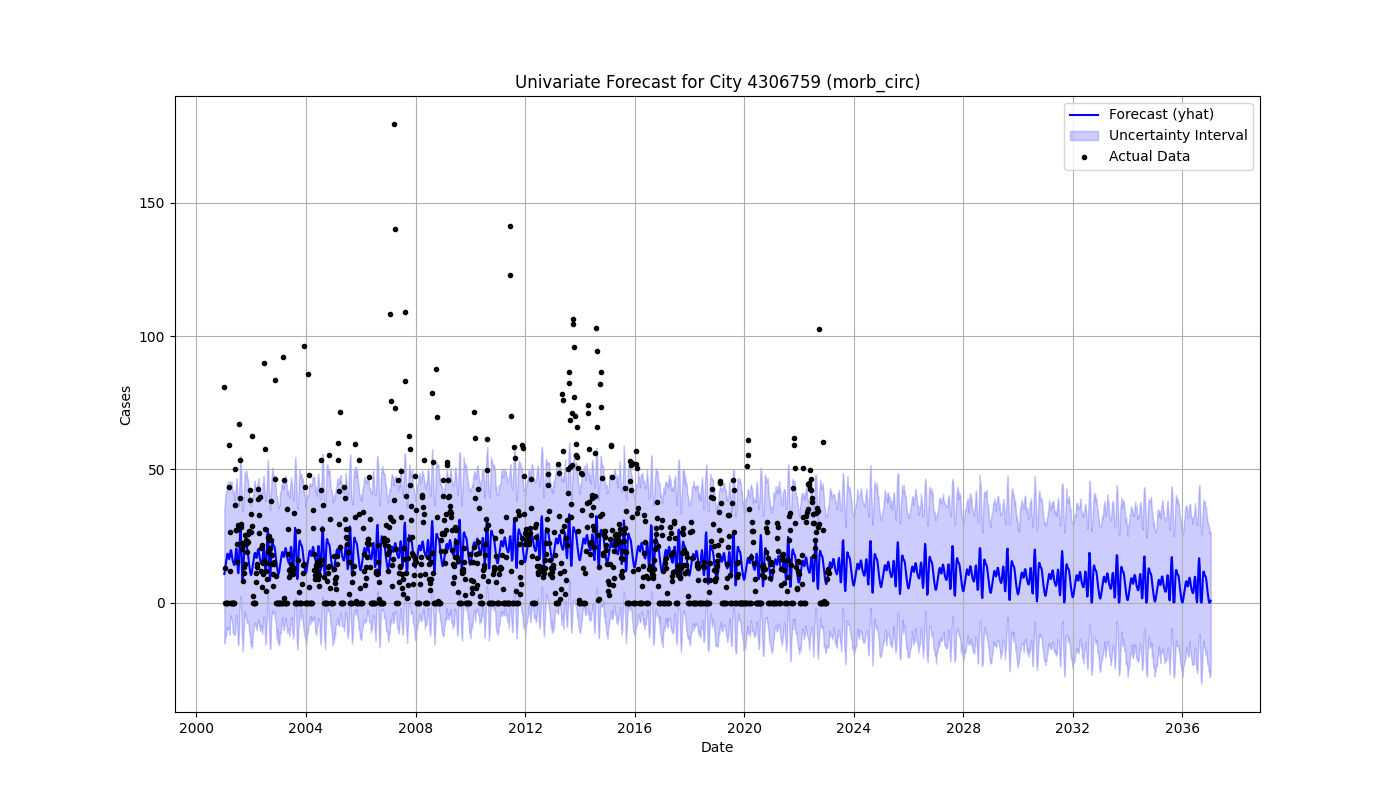 Univariate Forecast for City 4306759 (morb_circ)
Forecast (yhat)
Uncertainty Interval
Actual Data
Cases
150
100
50
0
2000 2004 2008 2012 2016 2020 2024 2028 2032 2036
Date